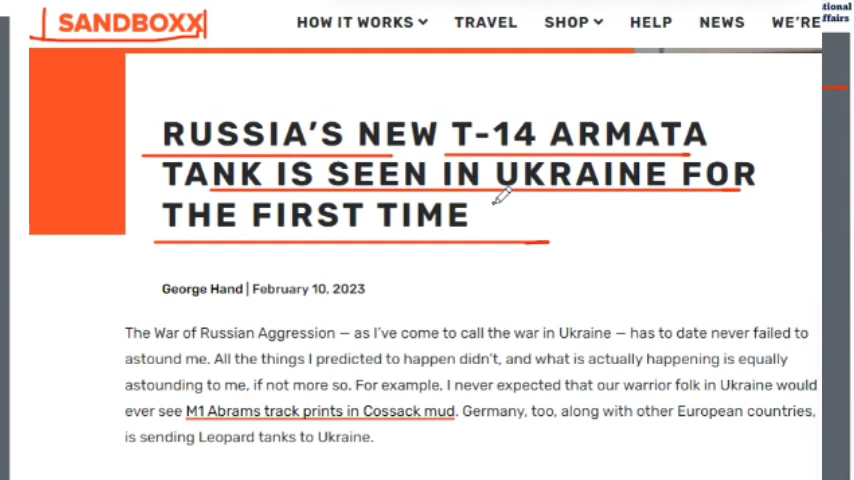 tional
ffairs
SANDBOXX
HOW IT WORKS TRAVEL SHOP HELP NEWS WE'RE
RUSSIA'S NEW T-14 ARMATA
TANK IS SEEN IN UKRAINE FOR
THE FIRST TIME
George Hand | February 10, 2023
The War of Russian Aggression — as I've come to call the war in Ukraine — has to date never failed to
astound me. All the things I predicted to happen didn't, and what is actually happening is equally
astounding to me, if not more so. For example, I never expected that our warrior folk in Ukraine would
ever see M1 Abrams track prints in Cossack mud. Germany, too, along with other European countries,
is sending Leopard tanks to Ukraine.